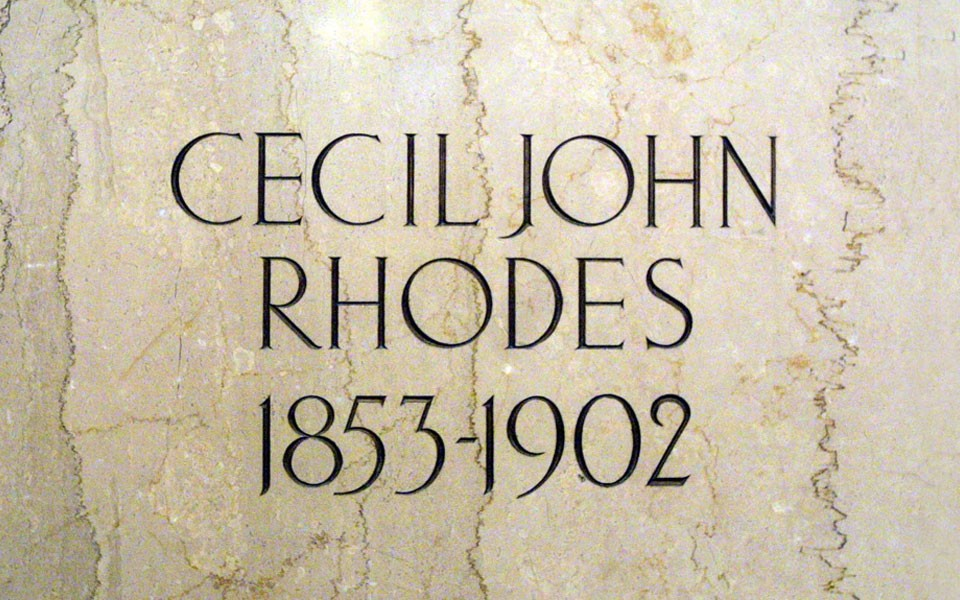 CECIL JOHN
RHODES
1853-1902